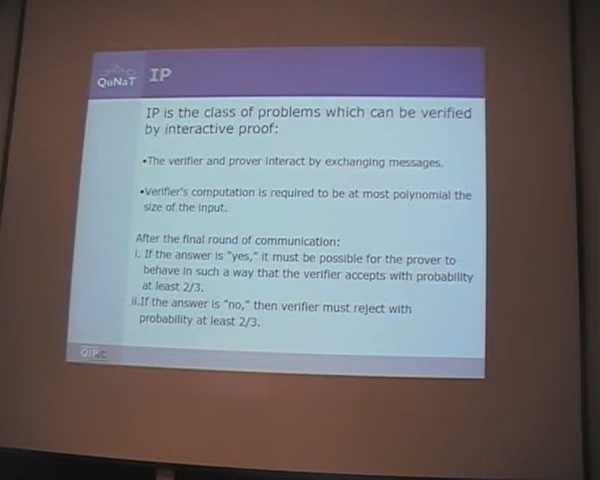 QuNaT
IP
IP is the class of problems which can be verified
by interactive proof:
•The verifier and prover interact by exchanging messages.
•Verifier's computation is required to be at most polynomial the
size of the input.
After the final round of communication:
i. If the answer is "yes," it must be possible for the prover to
behave in such a way that the verifier accepts with probability
at least 2/3.
ii.If the answer is "no," then verifier must reject with
probability at least 2/3.